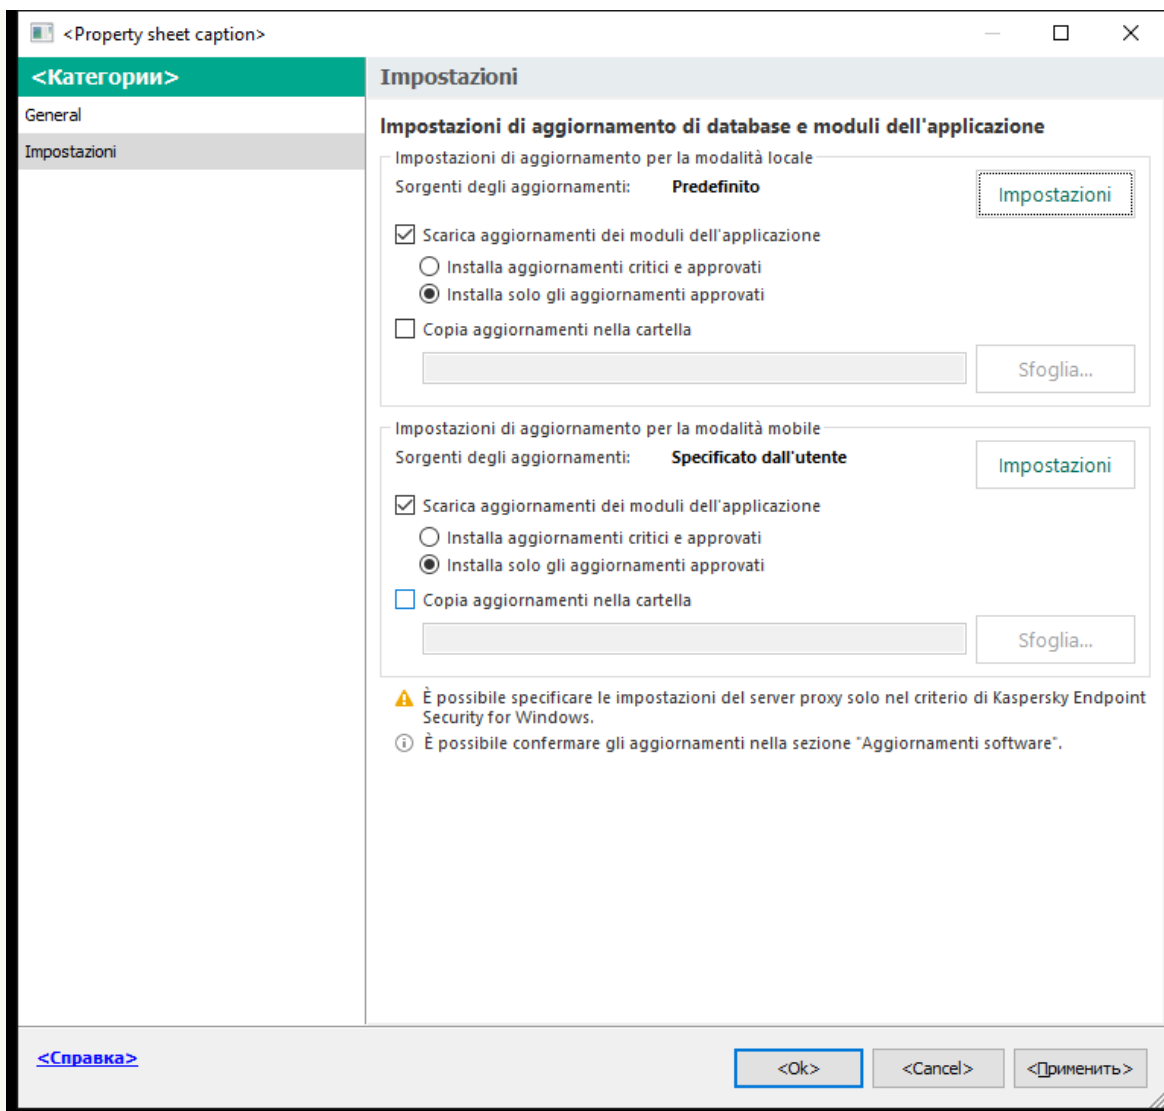 <Property sheet caption>
<Категории>
General
Impostazioni
Impostazioni
Impostazioni di aggiornamento di database e moduli dell'applicazione
Impostazioni di aggiornamento per la modalità locale
Sorgenti degli aggiornamenti: Predefinito
Impostazioni
Scarica aggiornamenti dei moduli dell'applicazione
Installa aggiornamenti critici e approvati
Installa solo gli aggiornamenti approvati
Copia aggiornamenti nella cartella
Sfoglia...
Impostazioni di aggiornamento per la modalità mobile
Sorgenti degli aggiornamenti: Specificato dall'utente
Impostazioni
Scarica aggiornamenti dei moduli dell'applicazione
Installa aggiornamenti critici e approvati
Installa solo gli aggiornamenti approvati
Copia aggiornamenti nella cartella
Sfoglia...
È possibile specificare le impostazioni del server proxy solo nel criterio di Kaspersky Endpoint
Security for Windows.
È possibile confermare gli aggiornamenti nella sezione "Aggiornamenti software".
<Справка>
<Ok>
<Cancel>
<Применить>